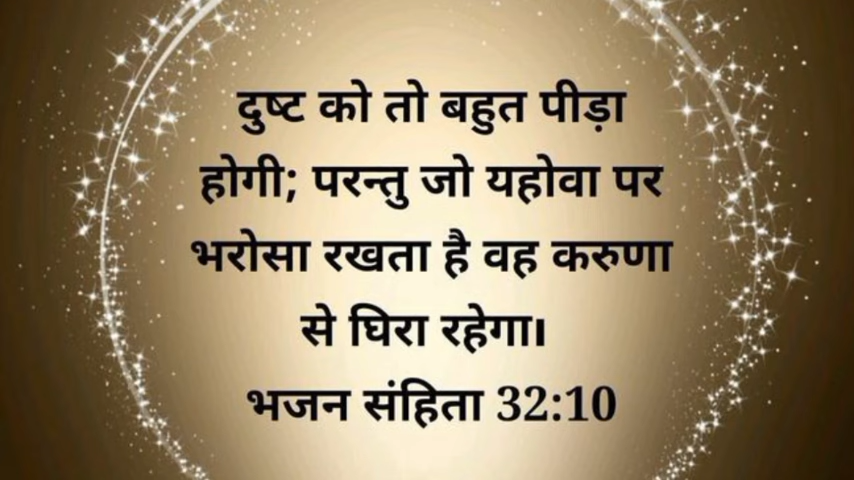 दुष्ट को तो बहुत पीड़ा
होगी; परन्तु जो यहोवा पर
भरोसा रखता है वह करुणा
से घिरा रहेगा।
भजन संहिता 32:10